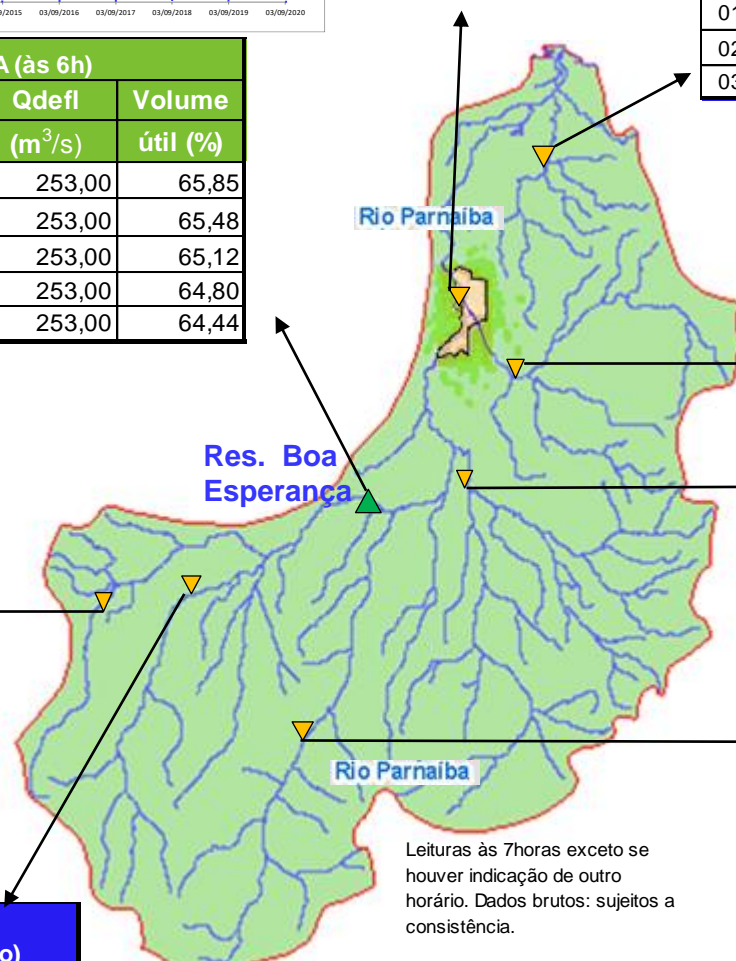 03/09/2016 03/09/2017 03/09/2018 03/09/2019 03/09/2020
01
02
03
A (às 6h)
Qdefl Volume
(m³/s) útil (%)
253,00 65,85
253,00 65,48
253,00 65,12
253,00 64,80
253,00 64,44
Rio Parnaíba
Res. Boa
Esperança
Rio Parnaíba
Leituras às 7horas exceto se
houver indicação de outro
horário. Dados brutos: sujeitos a
consistência.